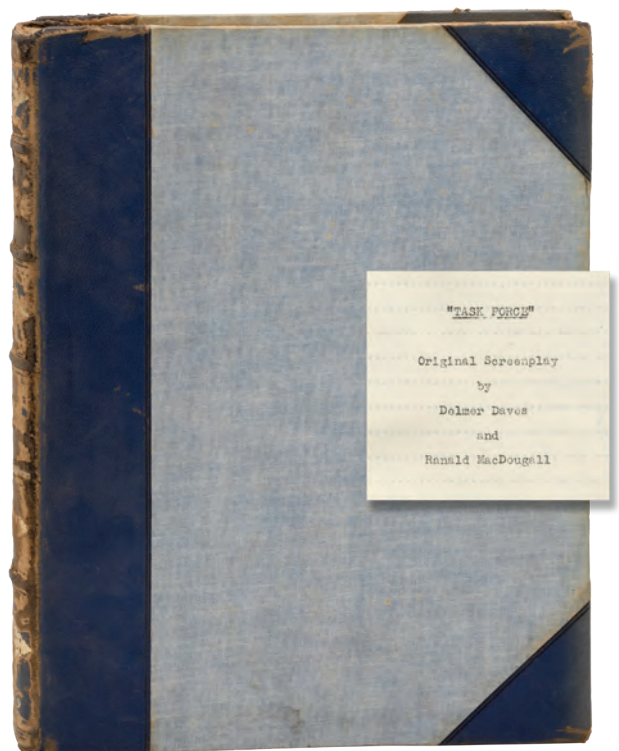 "TASK FORCE"
Original Screenplay
by
Delmer Daves
and
Ranald MacDougall